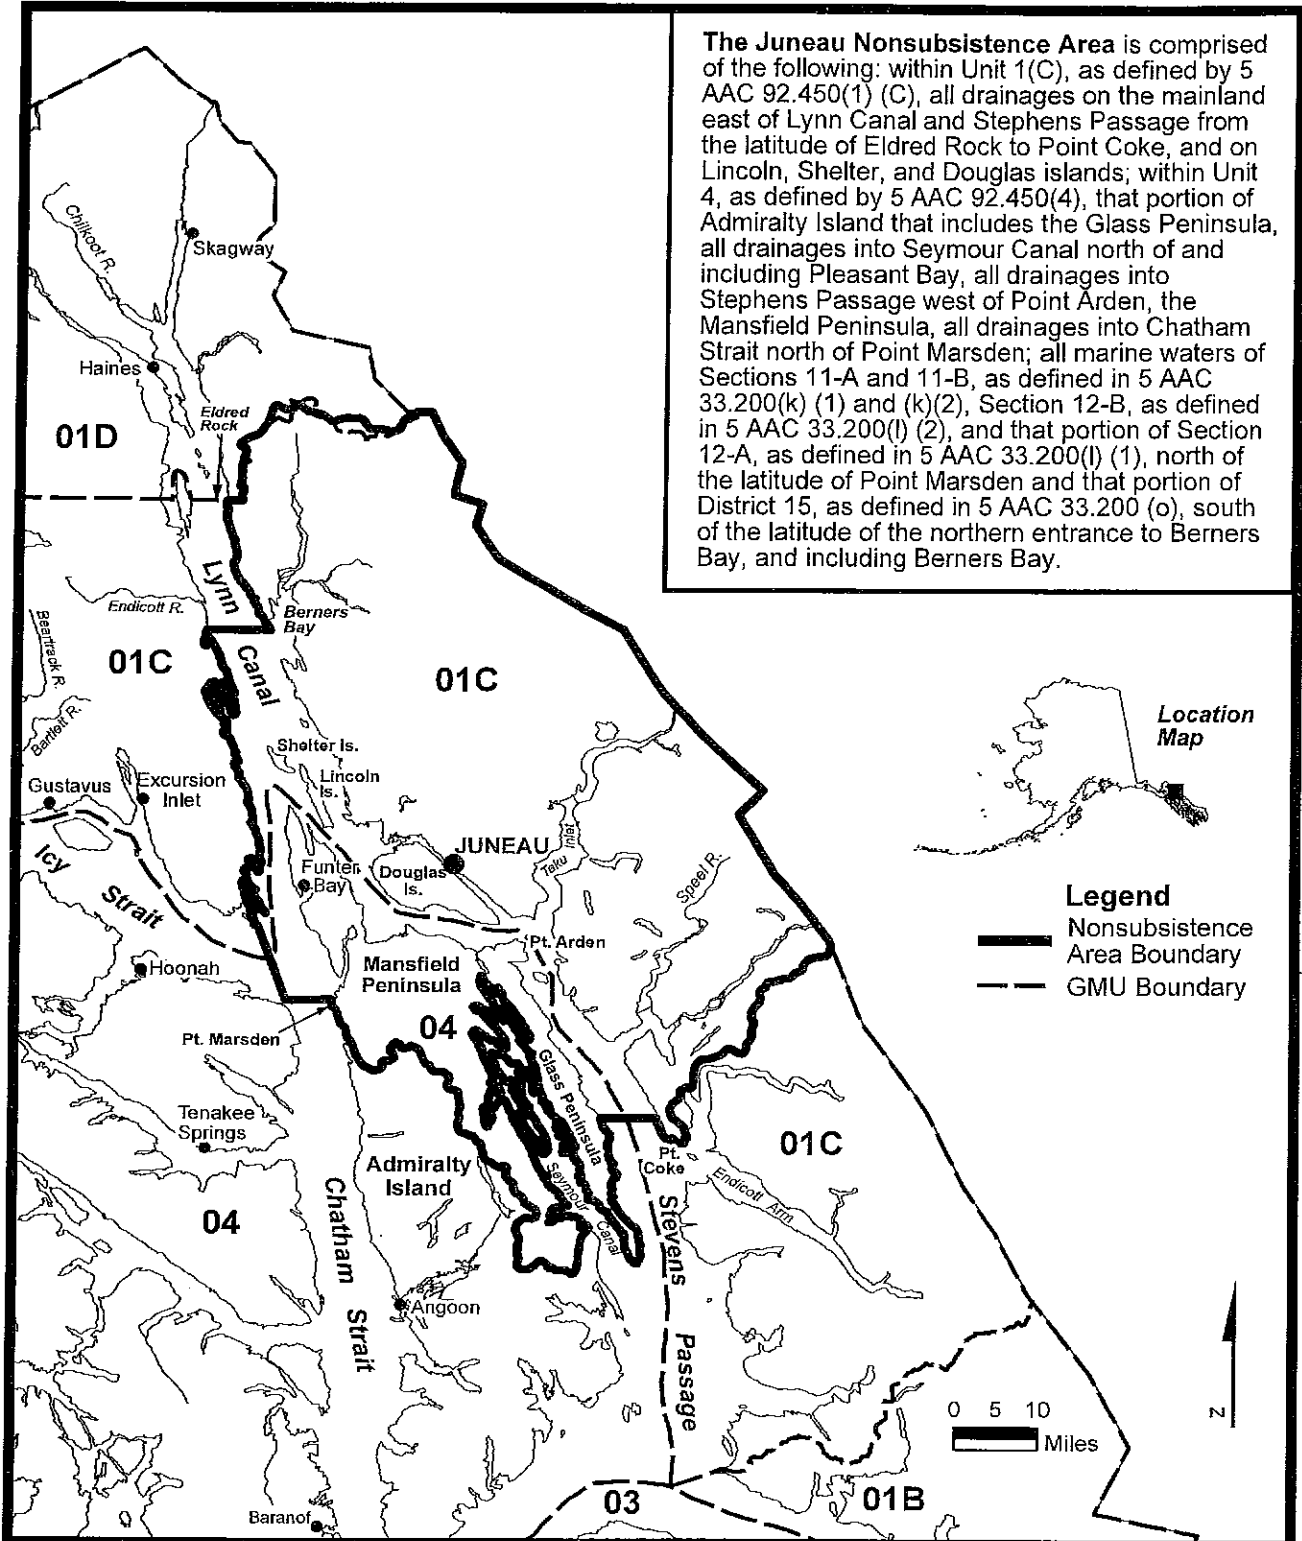 The Juneau Nonsubsistence Area is comprised
of the following: within Unit 1(C), as defined by 5
AAC 92.450(1) (C), all drainages on the mainland
east of Lynn Canal and Stephens Passage from
the latitude of Eldred Rock to Point Coke, and on
Lincoln, Shelter, and Douglas islands; within Unit
4, as defined by 5 AAC 92.450(4), that portion of
Admiralty Island that includes the Glass Peninsula,
all drainages into Seymour Canal north of and
including Pleasant Bay, all drainages into
Stephens Passage west of Point Arden, the
Mansfield Peninsula, all drainages into Chatham
Strait north of Point Marsden; all marine waters of
Sections 11-A and 11-B, as defined in 5 AAC
33.200(k) (1) and (k)(2), Section 12-B, as defined
in 5 AAC 33.200(l) (2), and that portion of Section
12-A, as defined in 5 AAC 33.200(l) (1), north of
the latitude of Point Marsden and that portion of
District 15, as defined in 5 AAC 33.200 (o), south
of the latitude of the northern entrance to Berners
Bay, and including Berners Bay.
Chilkoot R.
Skagway
Haines
Eldred
Rock
01D
Lynn
Canal
Endicott R.
Berners
Bay
Beartrack R.
01C
01C
Bartlett R.
Location
Map
Shelter Is.
Lincoln
Is.
Gustavus
Excursion
Inlet
JUNEAU
Taku Inlet
Icy
Strait
Funter
Bay
Douglas
Is.
Speel R.
Legend
Nonsubsistence
Area Boundary
GMU Boundary
Pt. Arden
Hoonah
Mansfield
Peninsula
04
Pt. Marsden
Glass Peninsula
Tenakee
Springs
01C
Pt.
Coke
Admiralty
Island
Seymour Canal
Endicott Arm
04
Chatham
Strait
Stevens
Passage
Angoon
N
0 5 10
Miles
Baranof
03
01B